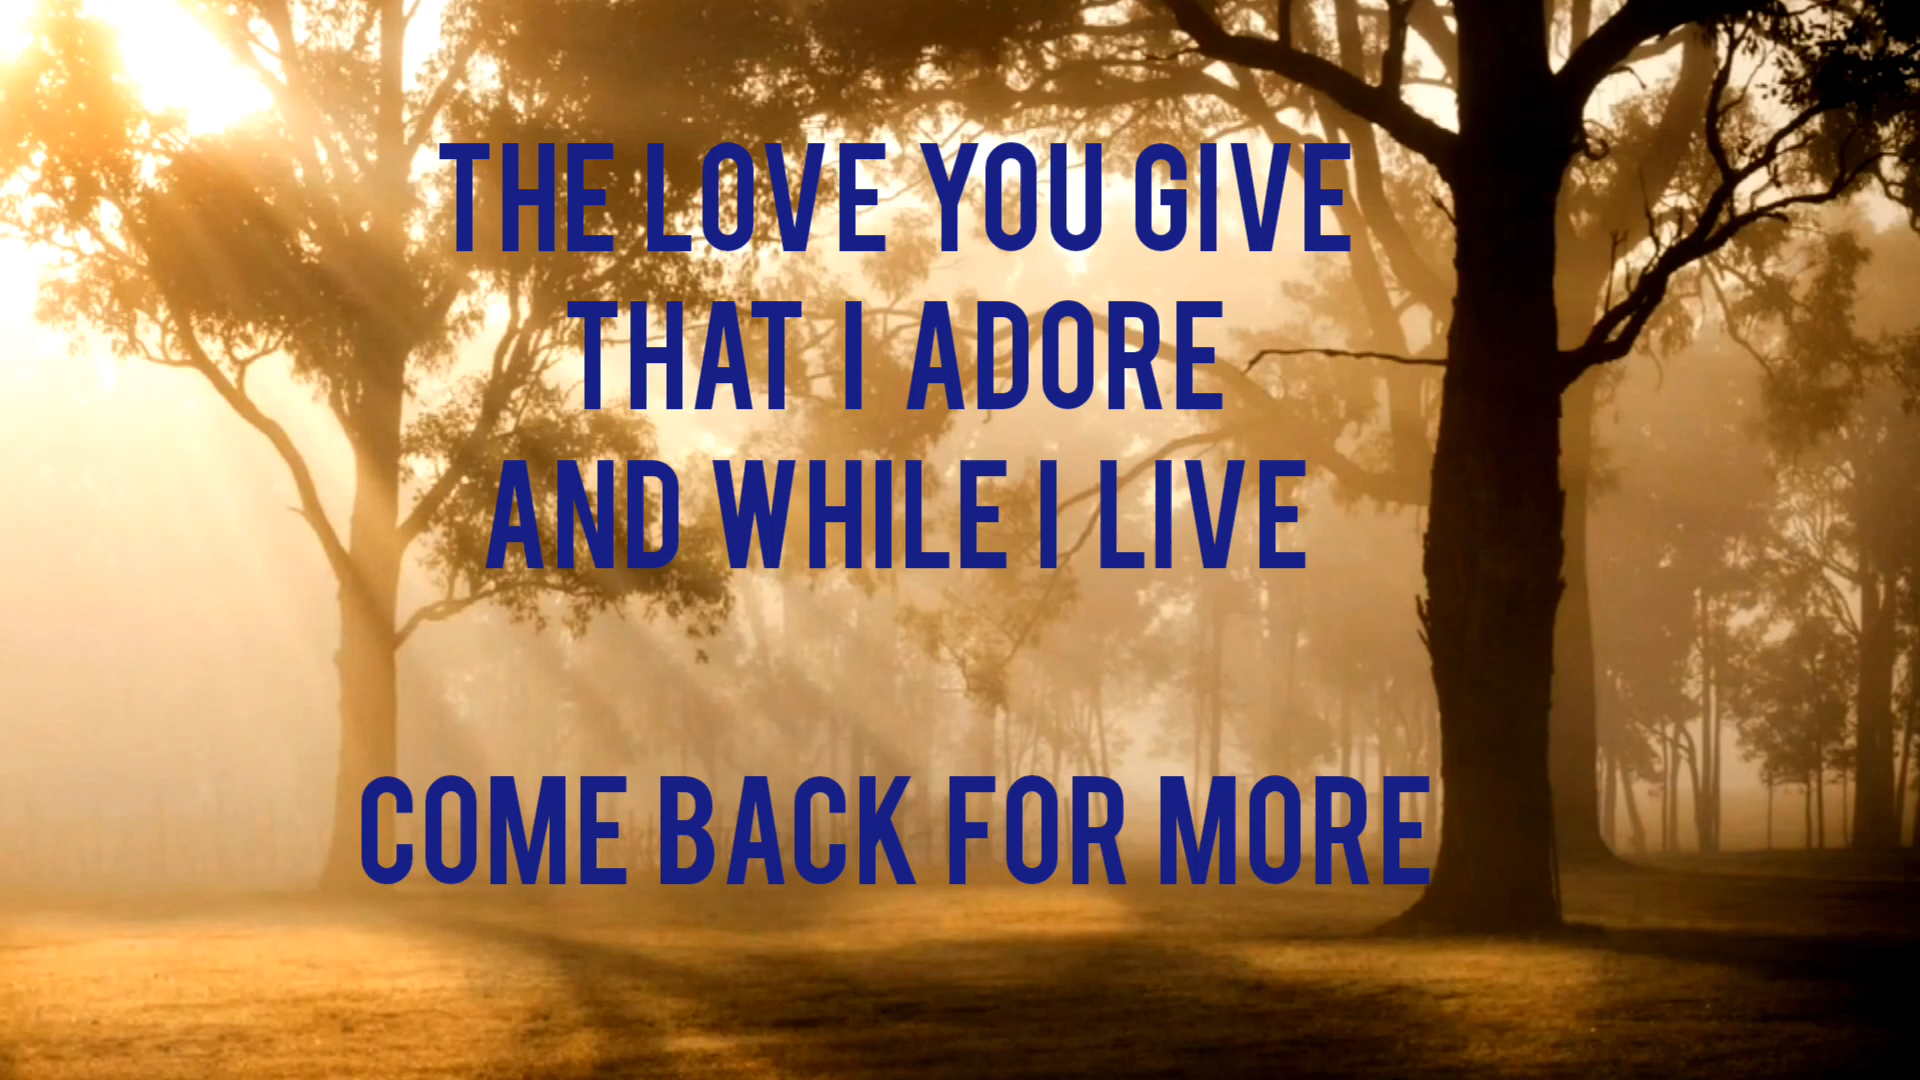 THE LOVE YOU GIVE
THAT I ADORE
AND WHILE I LIVE
COME BACK FOR MORE